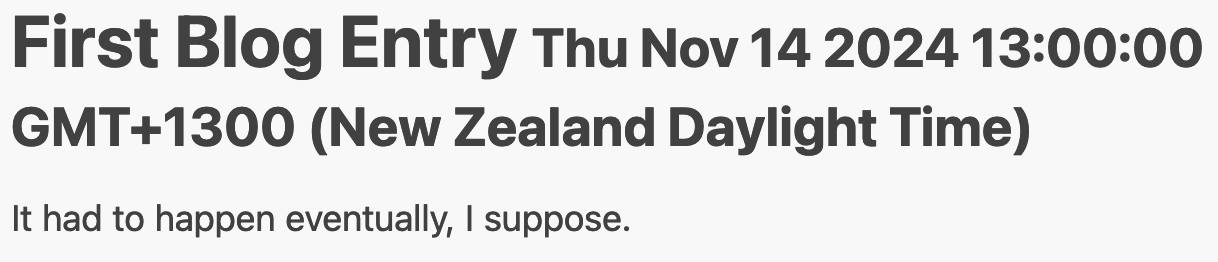 First Blog Entry Thu Nov 14 2024 13:00:00
GMT+1300 (New Zealand Daylight Time)
It had to happen eventually, I suppose.